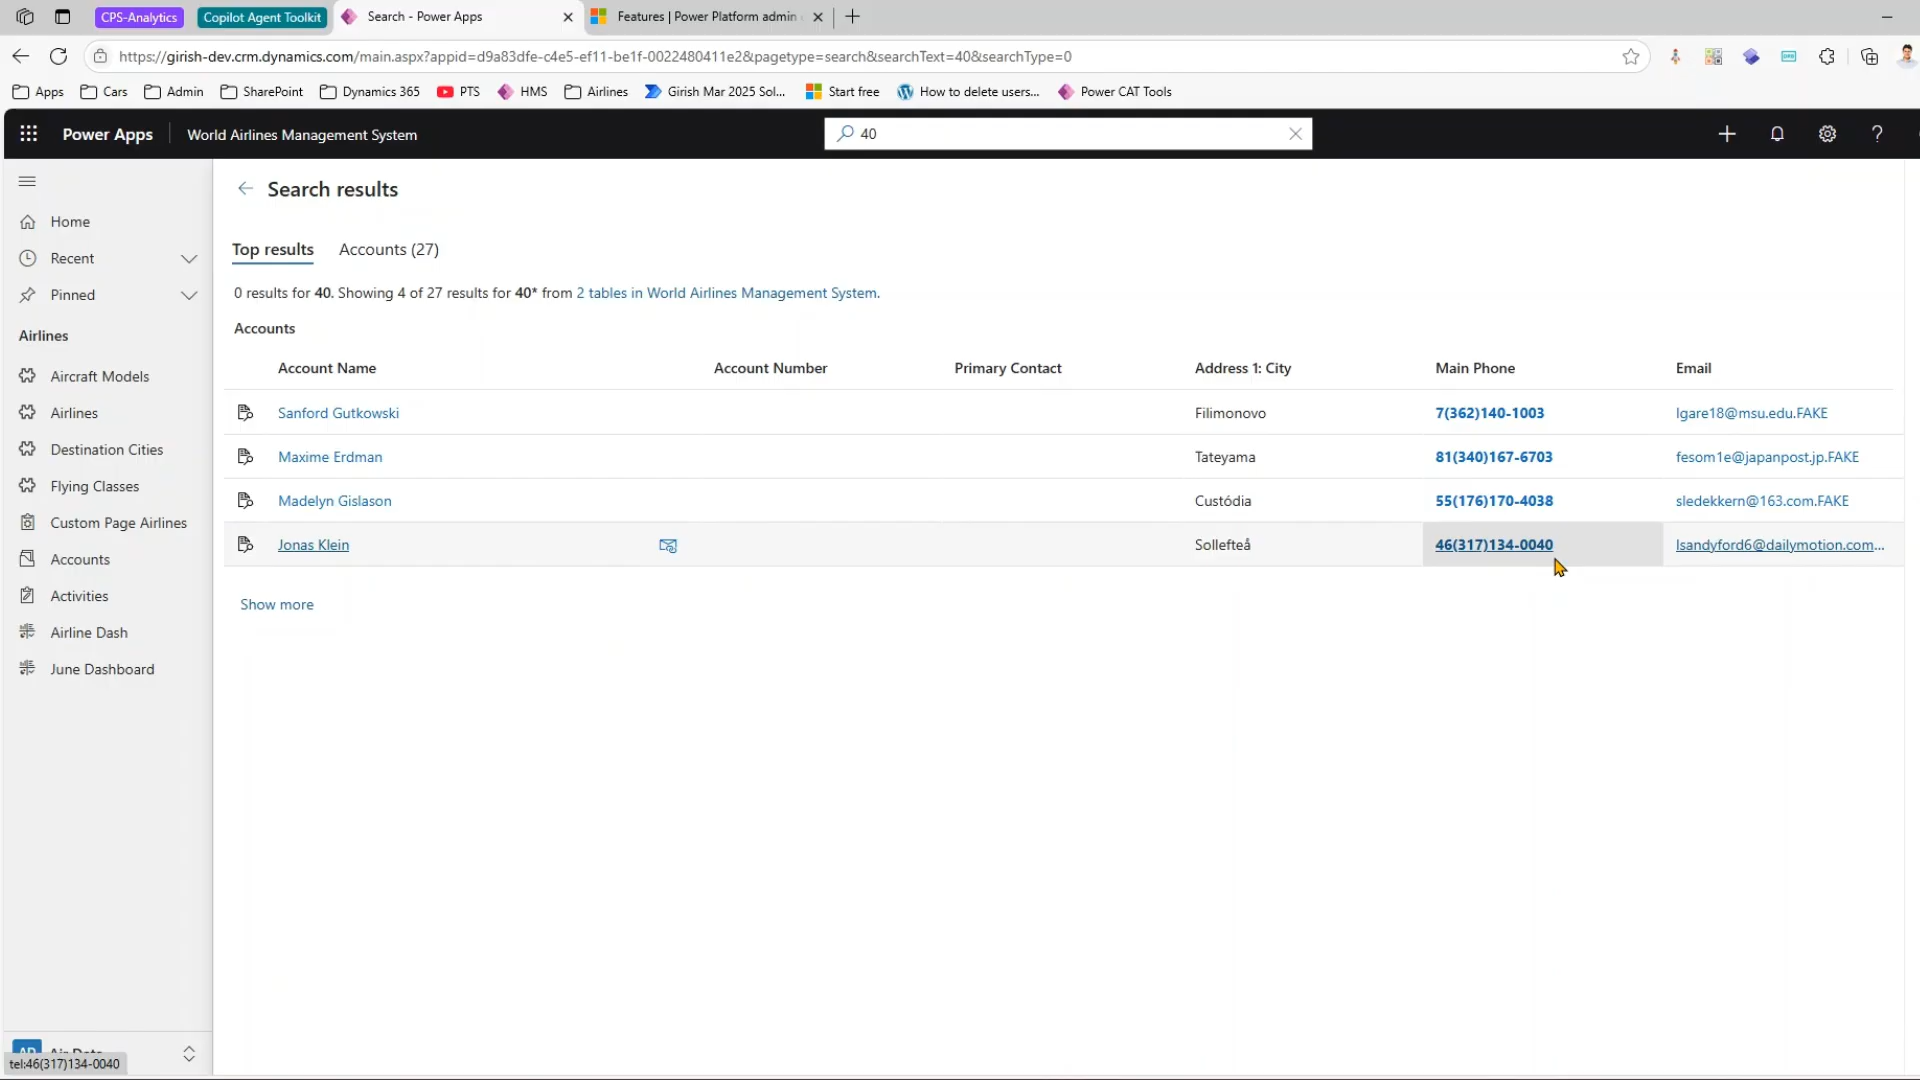 CPS-Analytics
Copilot Agent Toolkit
Search - Power Apps
Features | Power Platform admin
https://girish-dev.crm.dynamics.com/main.aspx?appid=d9a83dfe-c4e5-ef11-be1f-0022480411e2&pagetype=search&searchText=40&searchType=0
Apps
Cars
Admin
SharePoint
Dynamics 365
PTS
HMS
Airlines
Girish Mar 2025 Sol...
Start free
How to delete users...
Power CAT Tools
Power Apps
World Airlines Management System
40
Home
Recent
Pinned
Airlines
Aircraft Models
Airlines
Destination Cities
Flying Classes
Custom Page Airlines
Accounts
Activities
Airline Dash
June Dashboard
tel:46(317)134-0040
Search results
Top results
Accounts (27)
0 results for 40. Showing 4 of 27 results for 40* from 2 tables in World Airlines Management System.
Accounts
Account Name Account Number Primary Contact Address 1: City Main Phone Email
Sanford Gutkowski Filimonovo 7(362)140-1003 lgare18@msu.edu.FAKE
Maxime Erdman Tateyama 81(340)167-6703 fesom1e@japanpost.jp.FAKE
Madelyn Gislason Custódia 55(176)170-4038 sledekkern@163.com.FAKE
Jonas Klein Sollefteå 46(317)134-0040 lsandyford6@dailymotion.com...
Show more